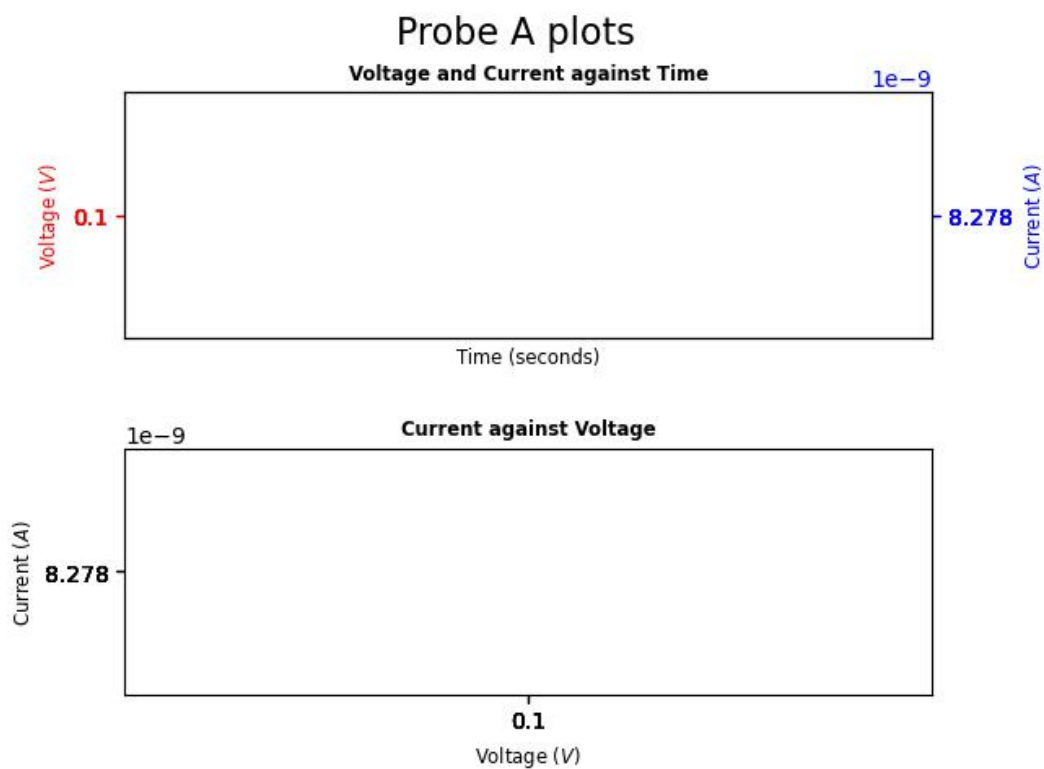 Probe A plots
Voltage and Current against Time
1e−9
Voltage (V)
0.1
8.278
Current (A)
Time (seconds)
Current against Voltage
1e−9
Current (A)
8.278
0.1
Voltage (V)